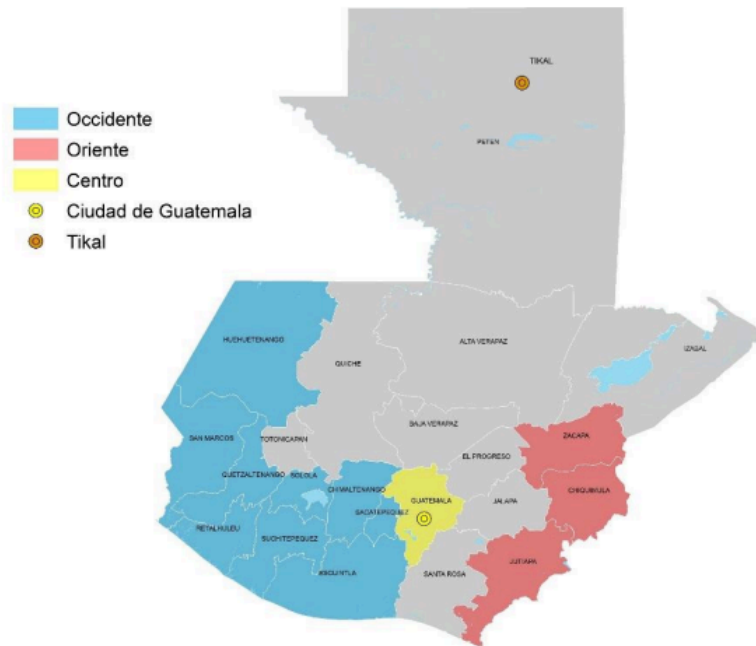 TIKAL
PETEN
Occidente
Oriente
Centro
Ciudad de Guatemala
Tikal
HUEHUETENANGO
QUICHE
ALTA VERAPAZ
IZABAL
SAN MARCOS
TOTONICAPAN
BAJA VERAPAZ
ZACAPA
EL PROGRESO
QUETZALTENANGO
SOLOLA
CHIMALTENANGO
CHIQUIMULA
GUATEMALA
JALAPA
SACATEPEQUEZ
RETALHULEU
SUCHITEPEQUEZ
JUTIAPA
ESCUINTLA
SANTA ROSA